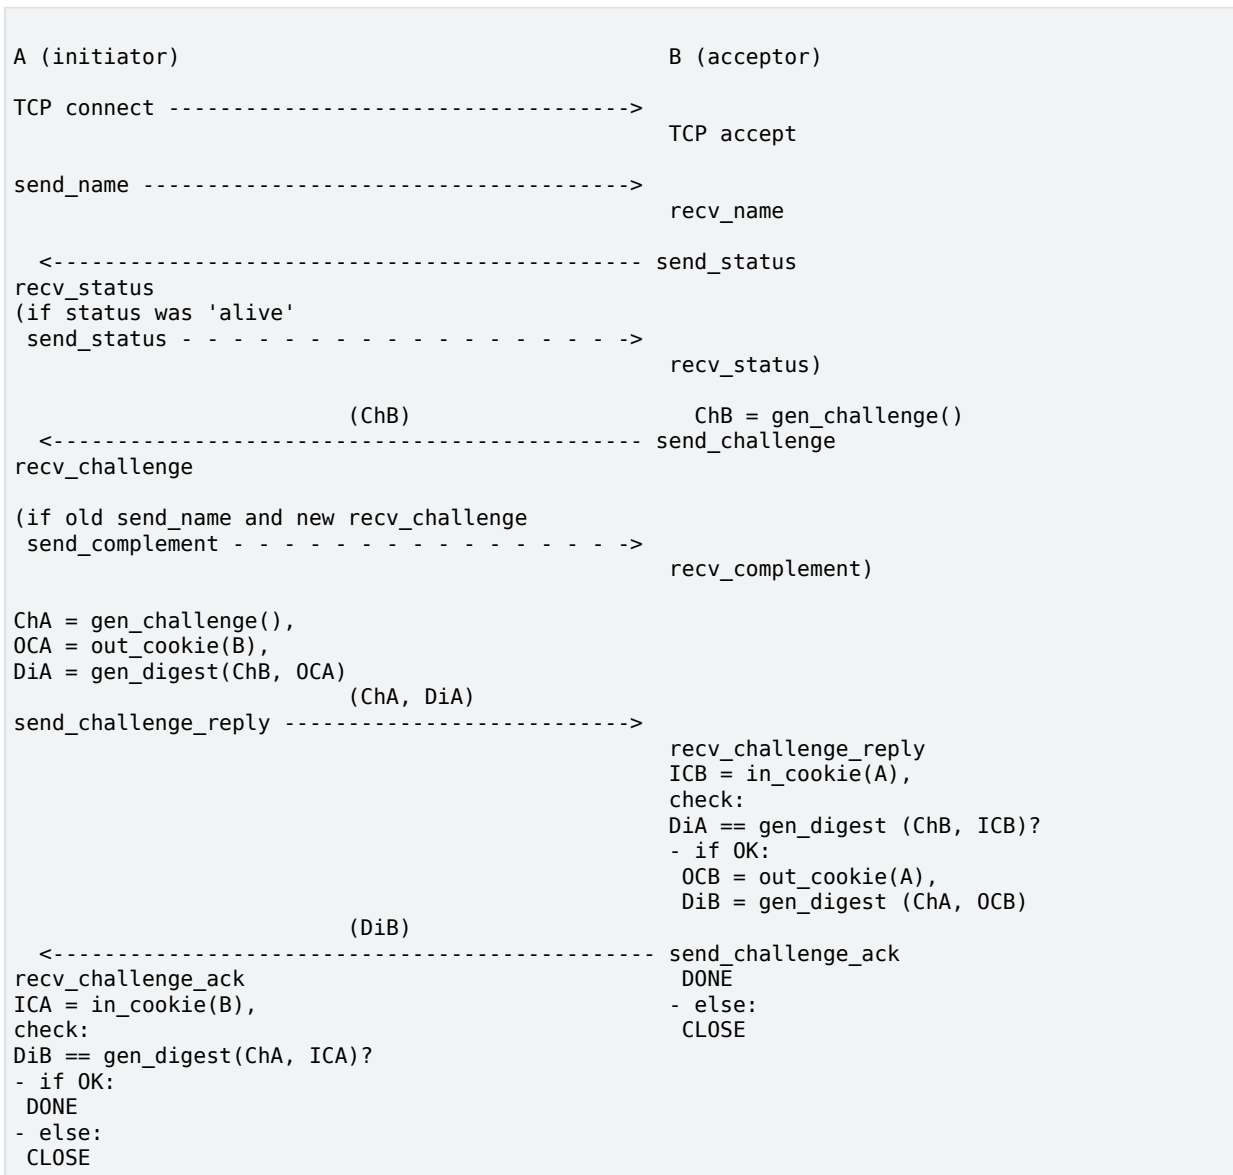 A (initiator)                                      B (acceptor)
TCP connect ------------------------------------>
                                                   TCP accept
send_name -------------------------------------->
                                                   recv_name
  <---------------------------------------------- send_status
recv_status
(if status was 'alive'
 send_status - - - - - - - - - - - - - - - - - ->
                                                   recv_status)
                          (ChB)                      ChB = gen_challenge()
  <---------------------------------------------- send_challenge
recv_challenge
(if old send_name and new recv_challenge
 send_complement - - - - - - - - - - - - - - - ->
                                                   recv_complement)
ChA = gen_challenge(),
OCA = out_cookie(B),
DiA = gen_digest(ChB, OCA)
                          (ChA, DiA)
send_challenge_reply --------------------------->
                                                   recv_challenge_reply
                                                   ICB = in_cookie(A),
                                                   check:
                                                   DiA == gen_digest (ChB, ICB)?
                                                   - if OK:
                                                    OCB = out_cookie(A),
                                                    DiB = gen_digest (ChA, OCB)
                          (DiB)
  <----------------------------------------------- send_challenge_ack
recv_challenge_ack                                  DONE
ICA = in_cookie(B),                                - else:
check:                                              CLOSE
DiB == gen_digest(ChA, ICA)?
- if OK:
 DONE
- else:
 CLOSE